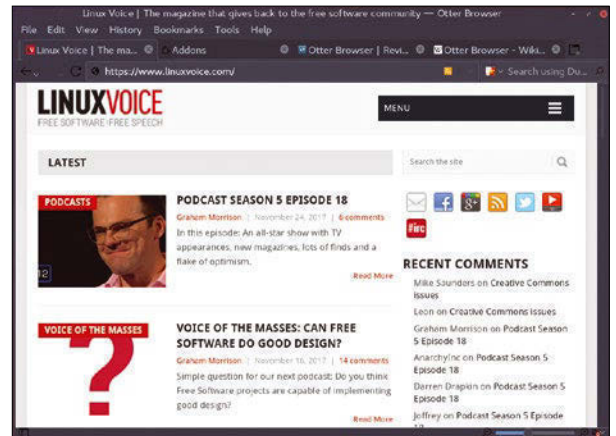 Linux Voice | The magazine that gives back to the free software community — Otter Browser
File Edit View History Bookmarks Tools Help
Linux Voice | The ma... Addons Otter Browser | Revi... Otter Browser - Wiki...
https://www.linuxvoice.com/ Search using Du...
LINUXVOICE
FREE SOFTWARE FREE SPEECH
MENU
LATEST
Search the site
PODCASTS
12
PODCAST SEASON 5 EPISODE 18
Graham Morrison | November 24, 2017 | 6 comments
In this episode: An all-star show with TV
appearances, new magazines, lots of finds and a
flake of optimism.
Read More
VOICE OF THE MASSES
?
VOICE OF THE MASSES: CAN FREE
SOFTWARE DO GOOD DESIGN?
Graham Morrison | November 16, 2017 | 14 comments
Simple question for our next podcast: Do you think
Free Software projects are capable of implementing
good design?
Read More
#irc
RECENT COMMENTS
Mike Saunders on Creative Commons
issues
Leon on Creative Commons issues
Graham Morrison on Podcast Season
5 Episode 18
AnarchyInc on Podcast Season 5
Episode 18
Darren Drapkin on Podcast Season 5
Episode 18
Joffrey on Podcast Season 5 Episode
18